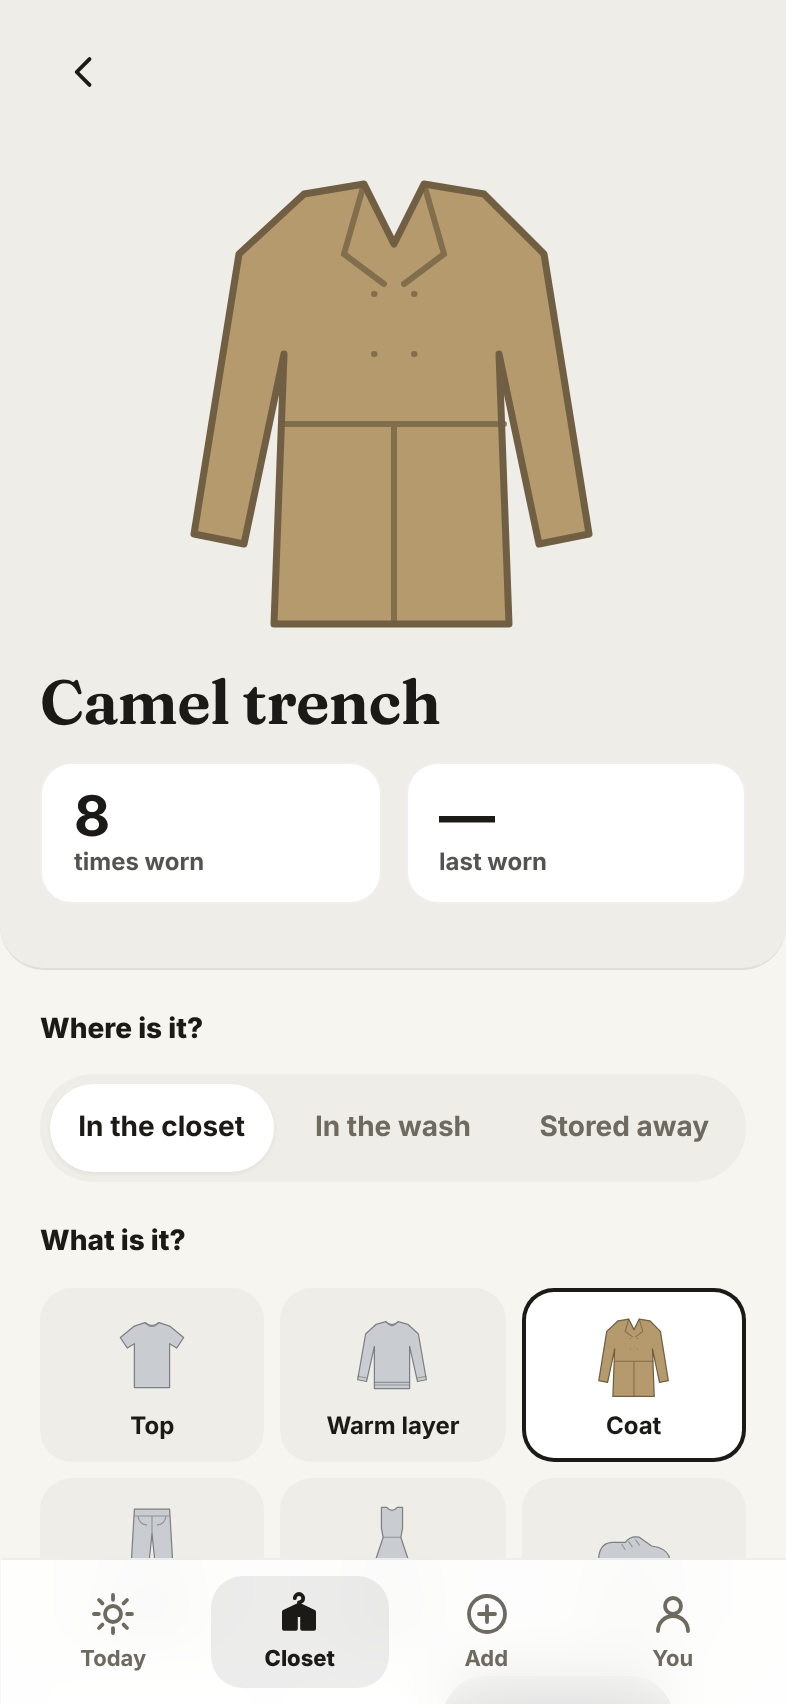 Camel trench
8
—
times worn
last worn
Where is it?
In the closet
In the wash
Stored away
What is it?
Top
Warm layer
Coat
Today
Closet
Add
You